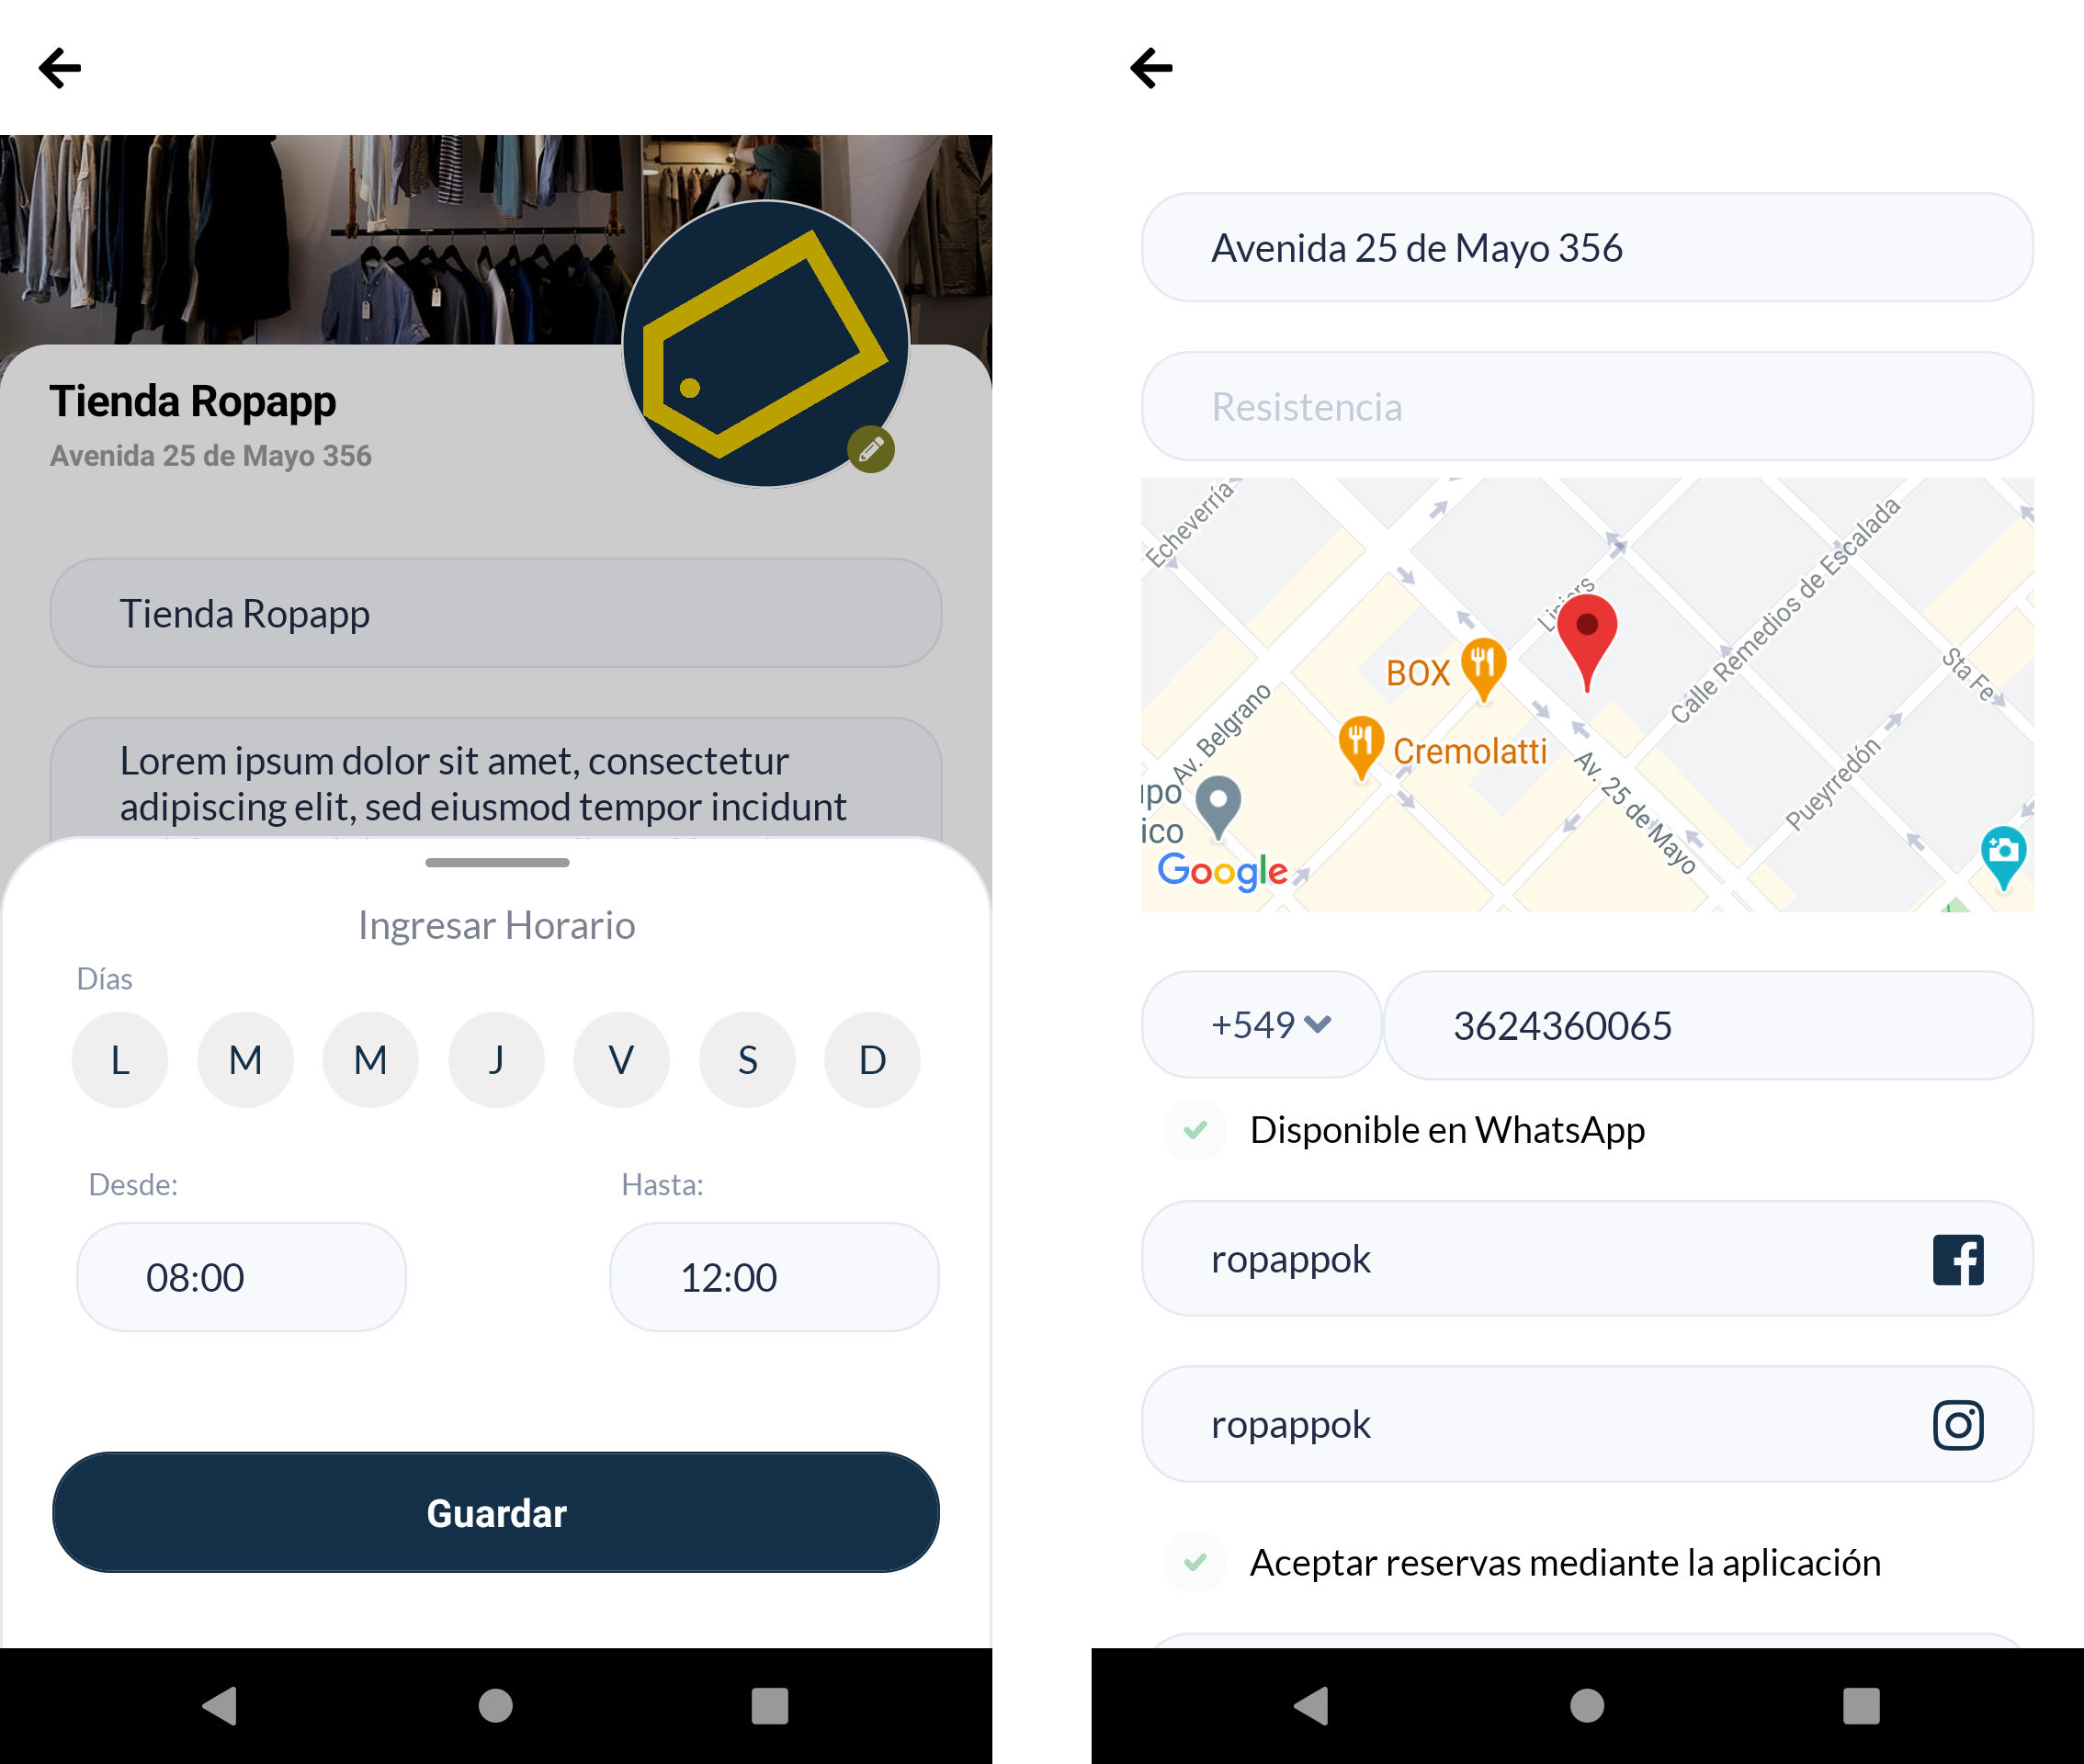 Tienda Ropapp
Avenida 25 de Mayo 356
Tienda Ropapp
Lorem ipsum dolor sit amet, consectetur
adipiscing elit, sed eiusmod tempor incidunt
Ingresar Horario
Días
L M M J V S D
Desde: Hasta:
08:00 12:00
Guardar
Avenida 25 de Mayo 356
Resistencia
Echeverría
Liniers
Calle Remedios de Escalada
BOX
Sta Fe
Av. Belgrano
Cremolatti
Av. 25 de Mayo
Pueyrredón
ipo
ico
Google
+549 3624360065
Disponible en WhatsApp
ropappok
ropappok
Aceptar reservas mediante la aplicación